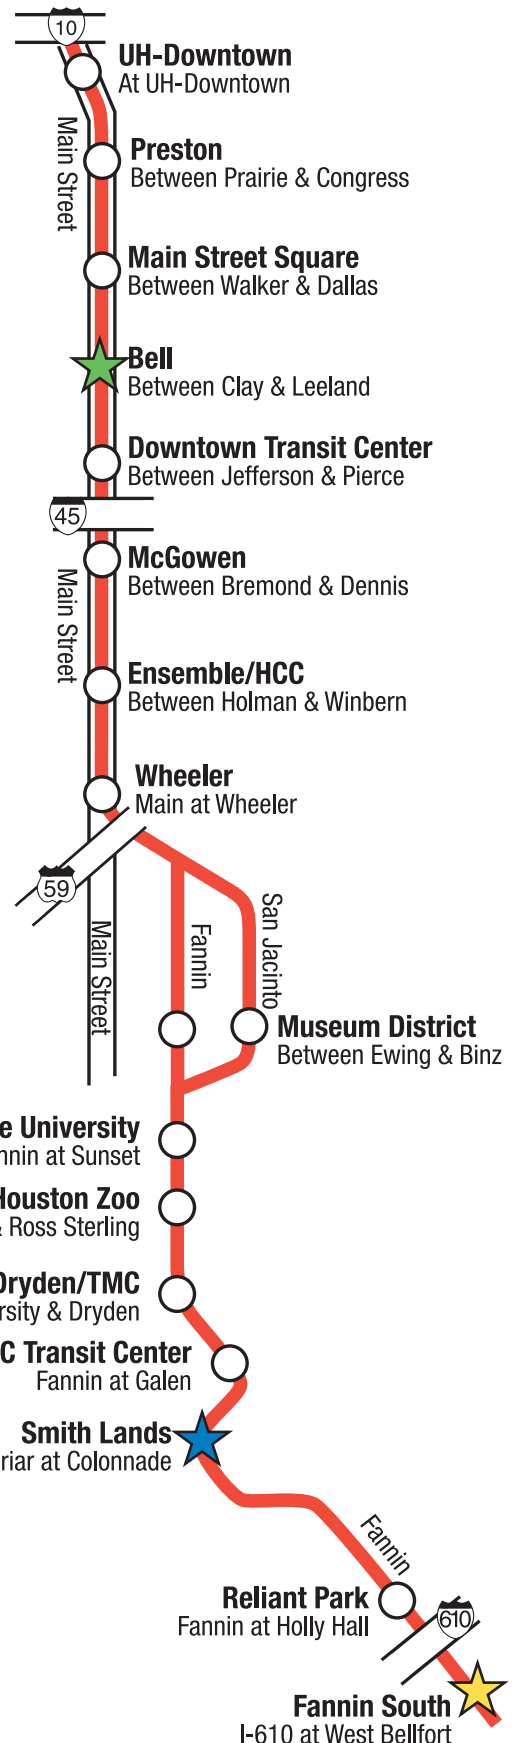 10
UH-Downtown
At UH-Downtown
Main Street
Preston
Between Prairie & Congress
Main Street Square
Between Walker & Dallas
Bell
Between Clay & Leeland
Downtown Transit Center
Between Jefferson & Pierce
45
McGowen
Between Bremond & Dennis
Main Street
Ensemble/HCC
Between Holman & Winbern
Wheeler
Main at Wheeler
59
Main Street
Fannin
San Jacinto
Museum District
Between Ewing & Binz
University
at Sunset
Houston Zoo
& Ross Sterling
Dryden/TMC
& Dryden
C Transit Center
Fannin at Galen
Smith Lands
at Colonnade
Fannin
Reliant Park
Fannin at Holly Hall
610
Fannin South
I-610 at West Bellfort